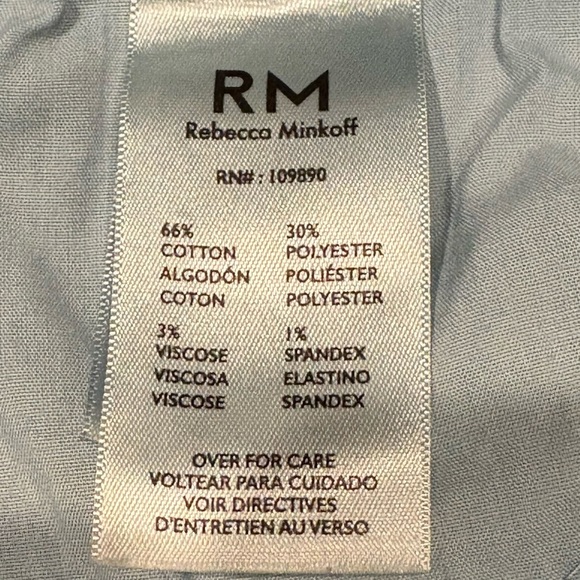 RM
Rebecca Minkoff
RN#: 109890
66% 30%
COTTON POLYESTER
ALGODÓN POLIÉSTER
COTON POLYESTER
3% 1%
VISCOSE SPANDEX
VISCOSA ELASTINO
VISCOSE SPANDEX
OVER FOR CARE
VOLTEAR PARA CUIDADO
VOIR DIRECTIVES
D'ENTRETIEN AU VERSO